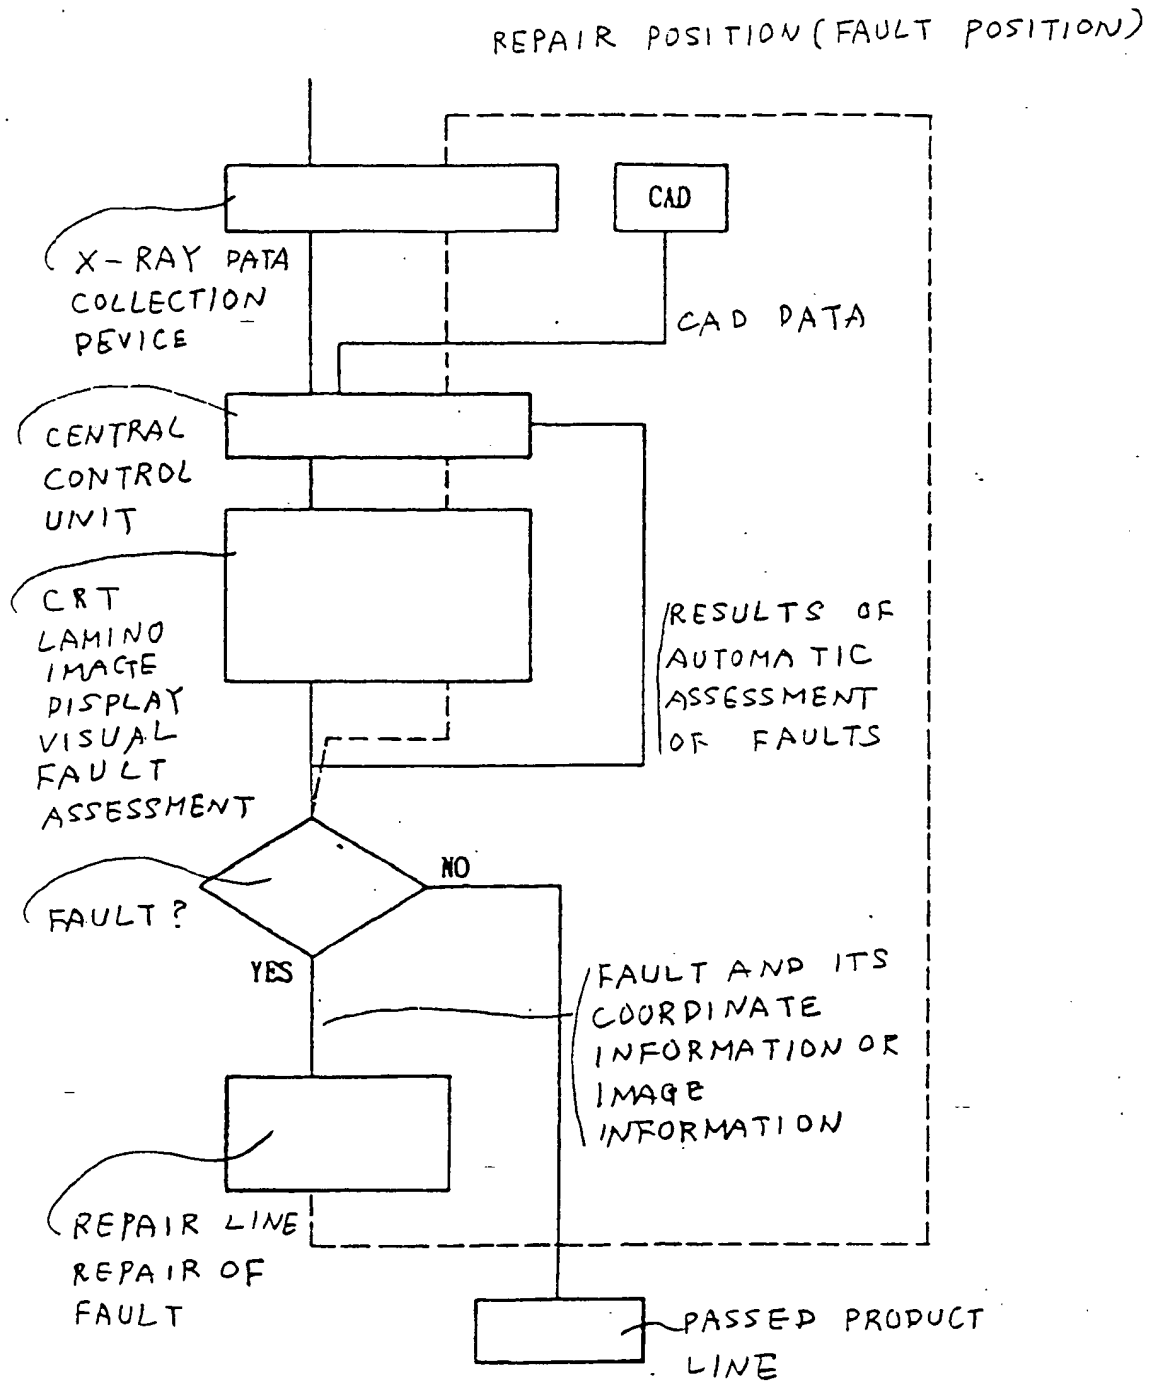 REPAIR POSITION (FAULT POSITION)
CAD
X-RAY DATA
COLLECTION
DEVICE
CAD DATA
CENTRAL
CONTROL
UNIT
CRT
LAMINO
IMAGE
DISPLAY
VISUAL
FAULT
ASSESSMENT
RESULTS OF
AUTOMATIC
ASSESSMENT
OF FAULTS
NO
FAULT?
YES
FAULT AND ITS
COORDINATE
INFORMATION OR
IMAGE
INFORMATION
REPAIR LINE
REPAIR OF
FAULT
PASSED PRODUCT
LINE